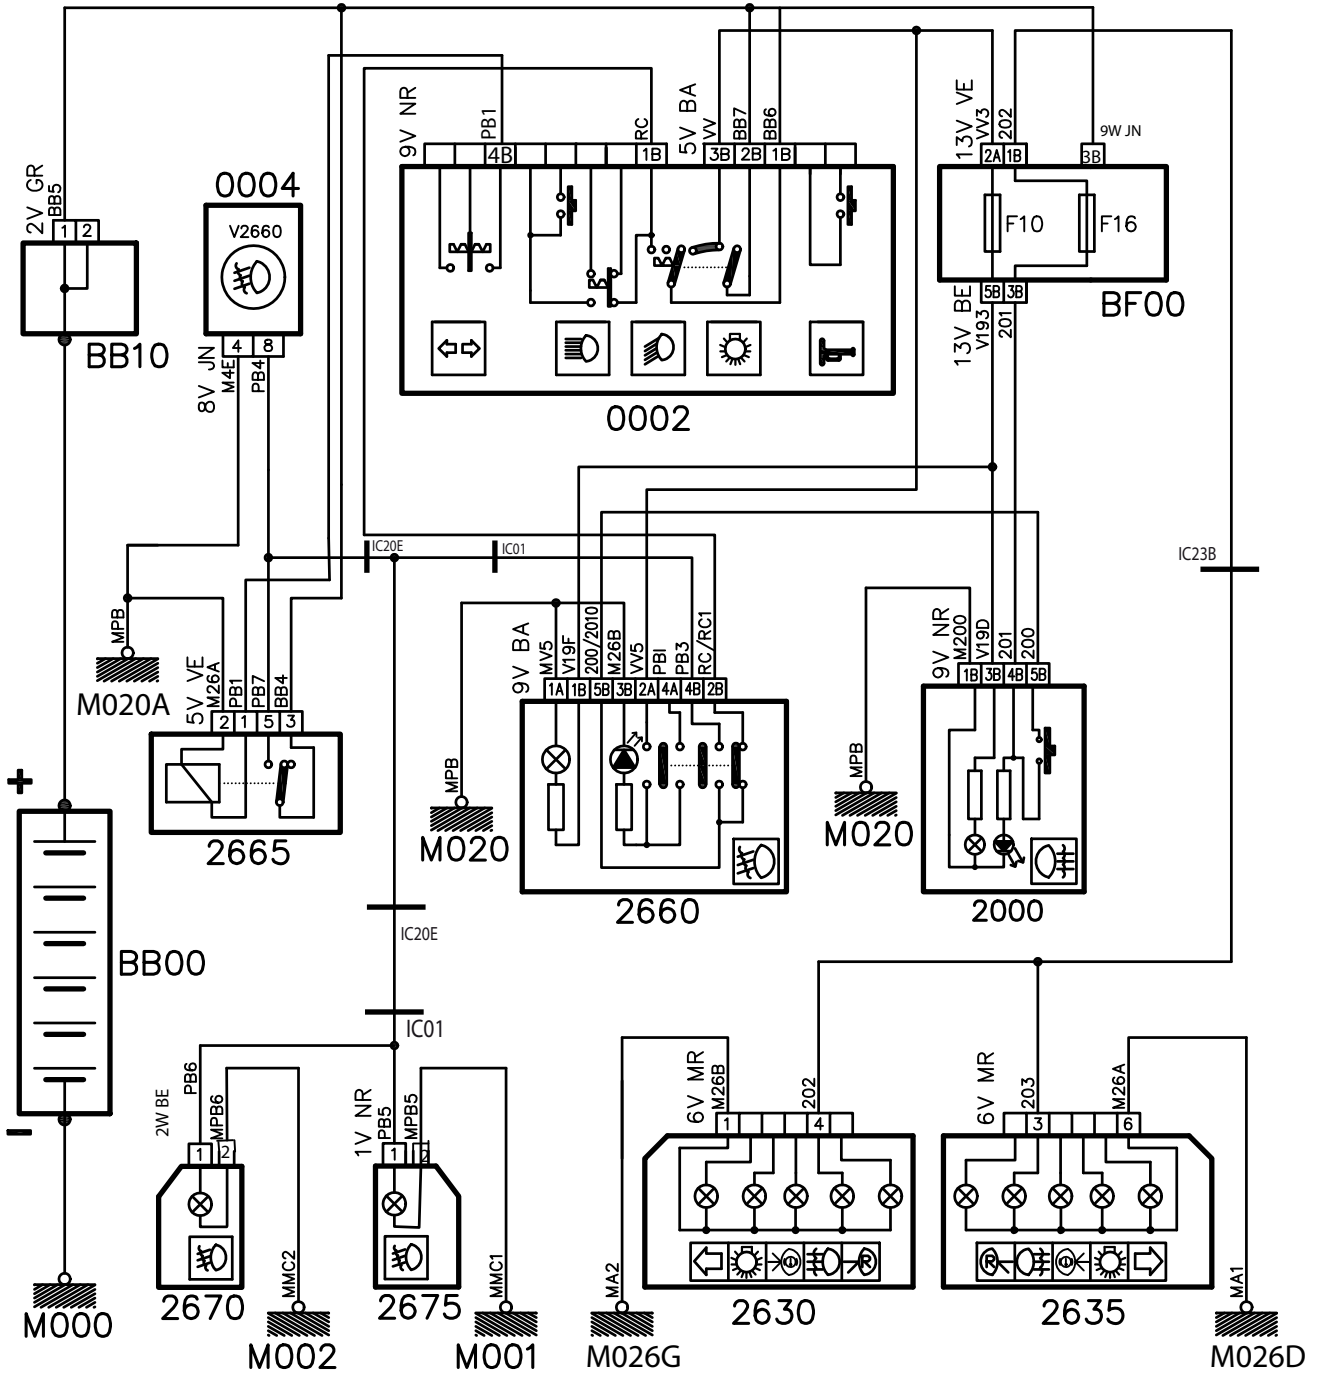 2V GR
BB5
1 2
BB10
0004
V2660
4 8
8V JN
M4E
PB4
9V NR
PB1
4B
RC
1B
5V BA
VV
BB7
BB6
3B 2B 1B
0002
13V VE
VV3
202
9W JN
2A 1B
3B
F10
F16
5B 3B
BF00
13V BE
V193
201
IC20E
IC01
IC23B
MPB
M020A
5V VE
M26A
PB1
PB7
BB4
2 1 5 3
2665
MPB
M020
9V BA
MV5
V19F
200/2010
M26B
VV5
PBI
PB3
RC/RC1
1A 1B 5B 3B 2A 4A 4B 2B
2660
MPB
M020
9V NR
M200
V19D
201
200
1B 3B 4B 5B
2000
+
BB00
−
M000
IC20E
IC01
2W BE
PB6
MPB6
1 2
2670
MMC2
M002
1V NR
PB5
MPB5
1 2
2675
MMC1
M001
MA2
M026G
6V MR
M26B
202
1 4
R
2630
6V MR
203
M26A
3 6
R
2635
MA1
M026D